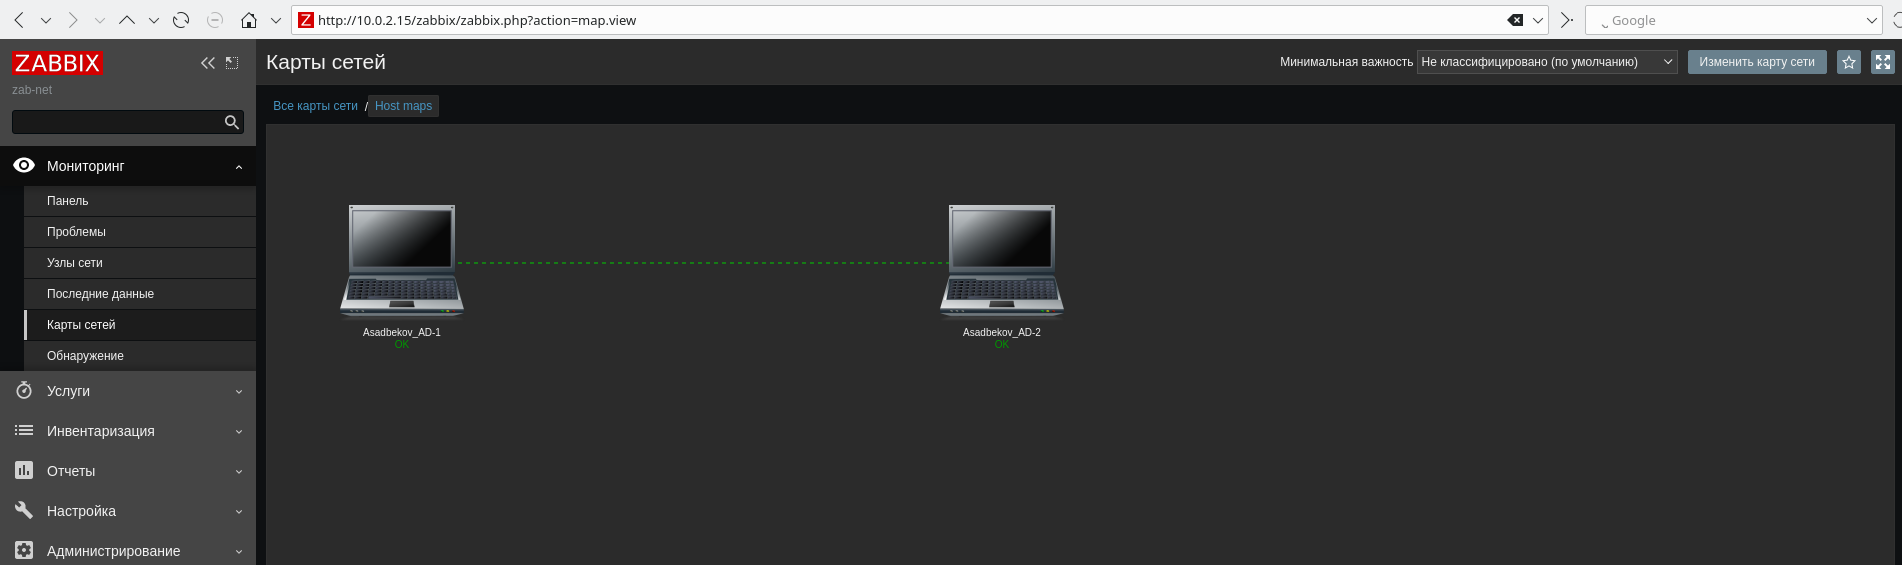 Z http://10.0.2.15/zabbix/zabbix.php?action=map.view
Google
ZABBIX
zab-net
Карты сетей
Минимальная важность Не классифицировано (по умолчанию) Изменить карту сети
Все карты сети / Host maps
Мониторинг
Панель
Проблемы
Узлы сети
Последние данные
Карты сетей
Обнаружение
Услуги
Инвентаризация
Отчеты
Настройка
Администрирование
Asadbekov_AD-1
OK
Asadbekov_AD-2
OK